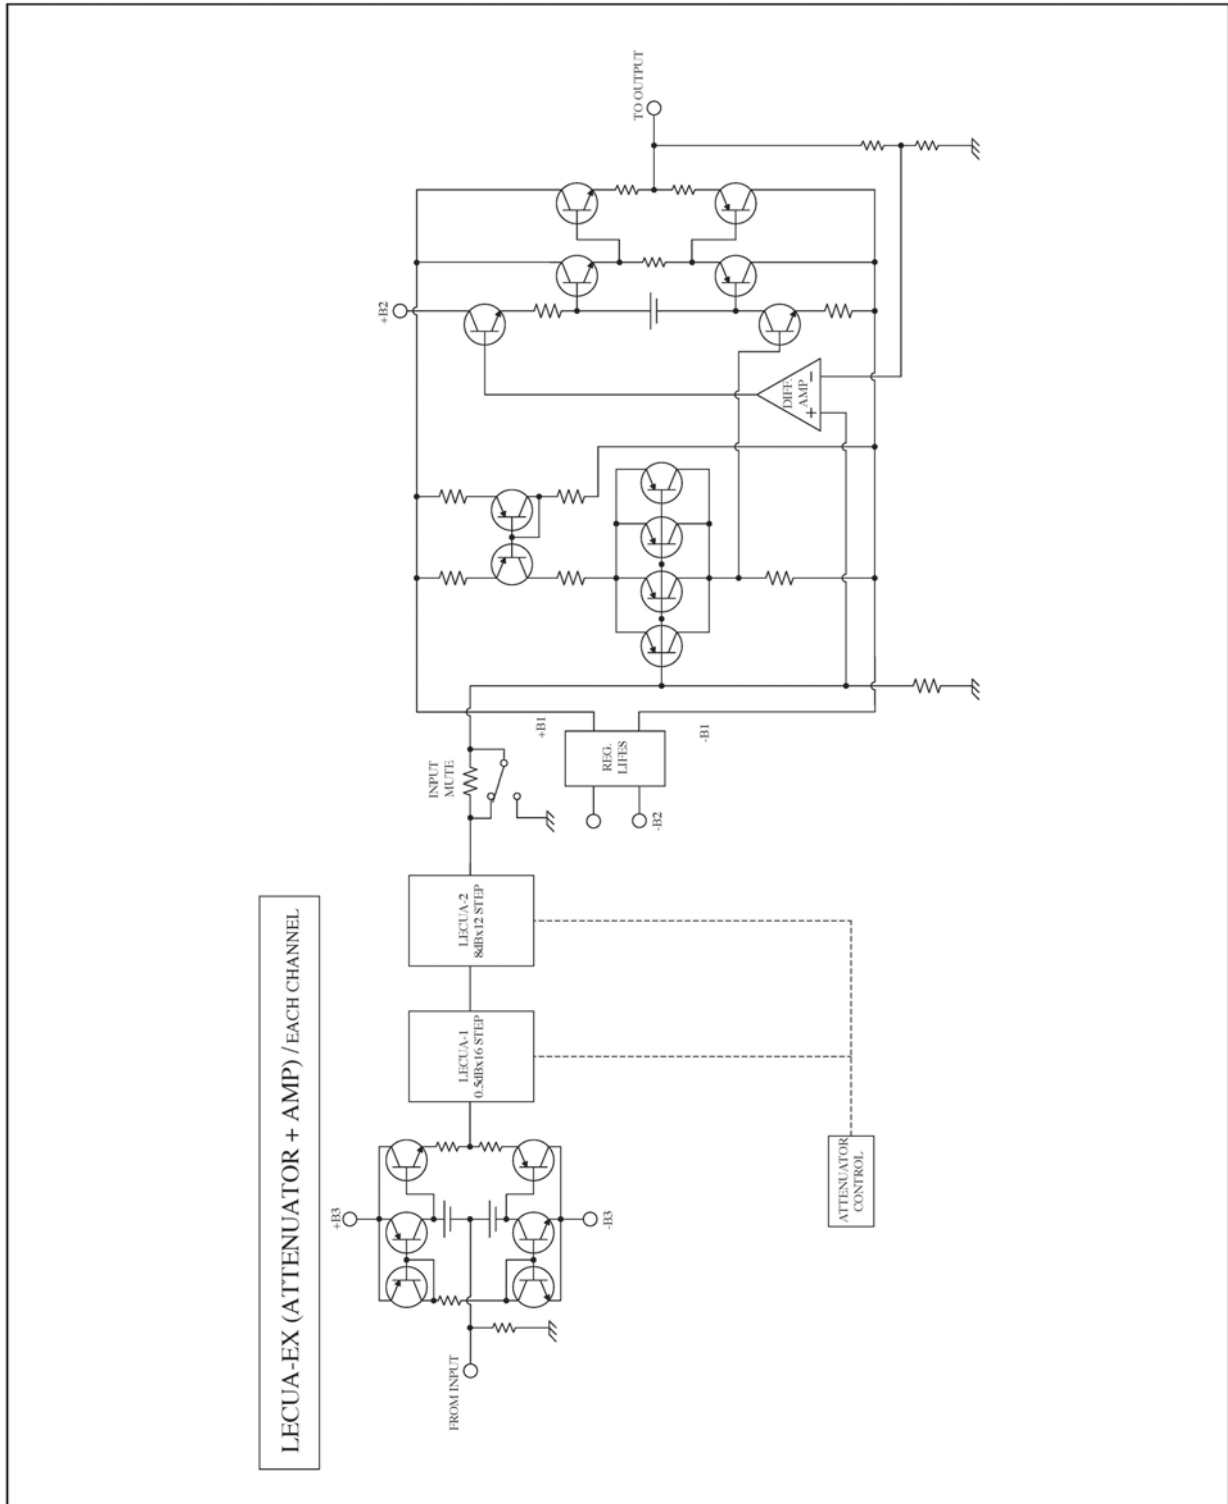 LECUA-EX (ATTENUATOR + AMP) / EACH CHANNEL
FROM INPUT
+B3
-B3
LECUA-1
0.5dBx16 STEP
LECUA-2
8dBx12 STEP
ATTENUATOR
CONTROL
INPUT
MUTE
+B1
REG.
LIFES
-B1
-B2
+B2
DIFF.
AMP
+
−
TO OUTPUT